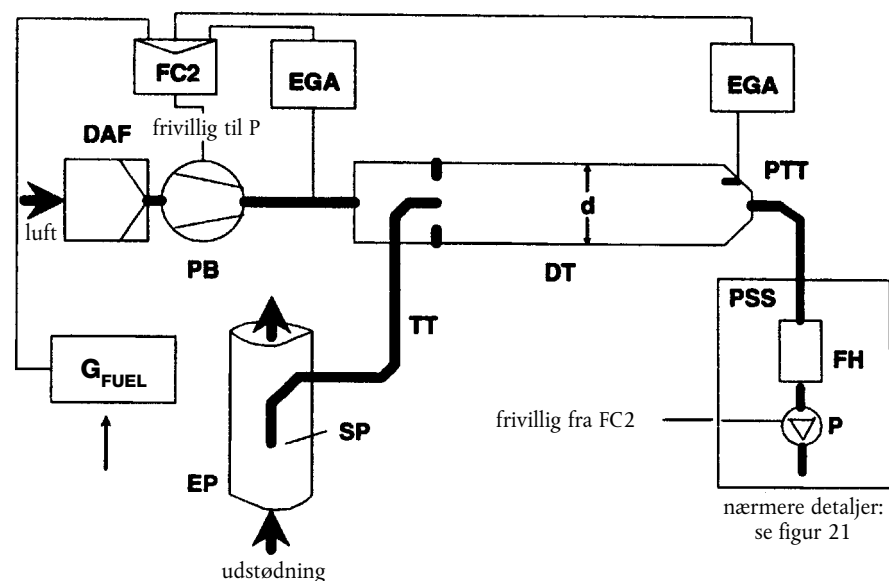 FC2
EGA
EGA
frivillig til P
DAF
PTT
luft
d
PB
DT
PSS
TT
FH
G_FUEL
SP
frivillig fra FC2
P
EP
nærmere detaljer:
se figur 21
udstødning